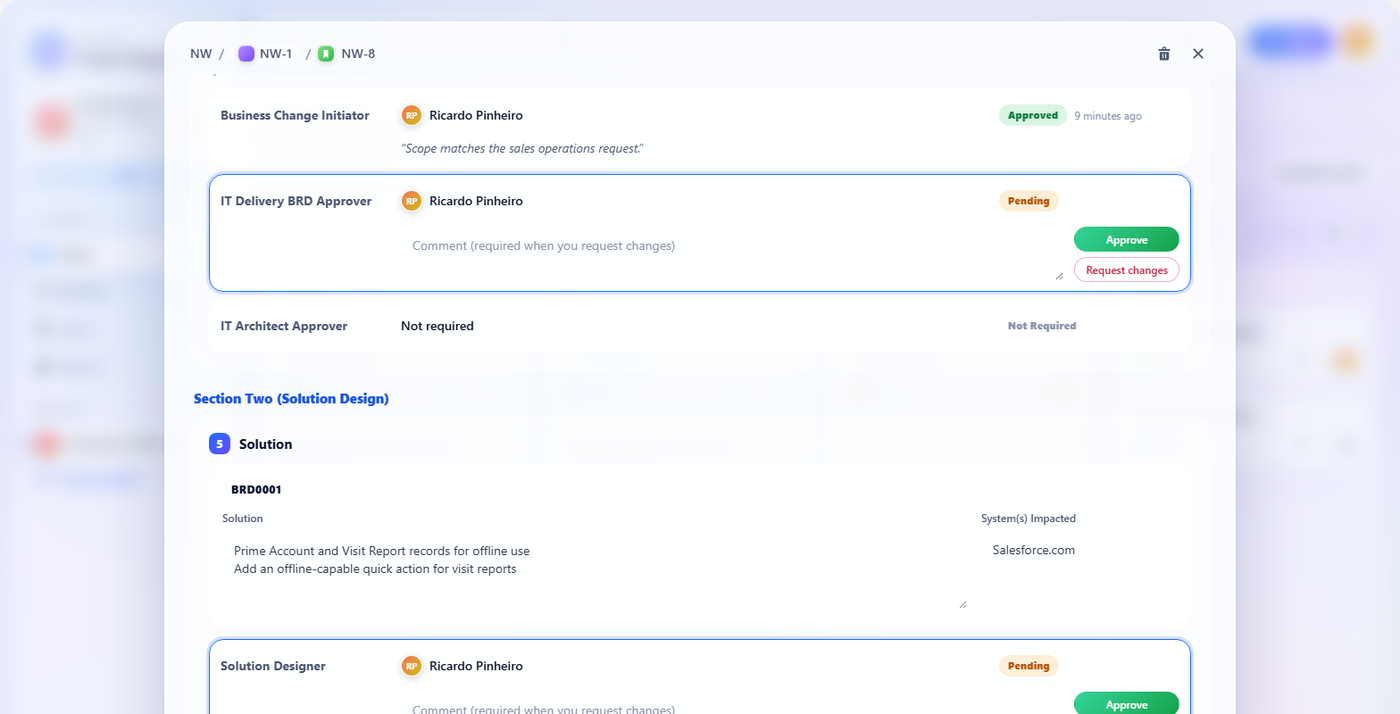 NW / NW-1 / NW-8
Business Change Initiator RP Ricardo Pinheiro Approved 9 minutes ago
"Scope matches the sales operations request."
IT Delivery BRD Approver RP Ricardo Pinheiro Pending
Comment (required when you request changes) Approve
Request changes
IT Architect Approver Not required Not Required
Section Two (Solution Design)
5 Solution
BRD0001
Solution System(s) Impacted
Prime Account and Visit Report records for offline use Salesforce.com
Add an offline-capable quick action for visit reports
Solution Designer RP Ricardo Pinheiro Pending
Comment (required when you request changes) Approve